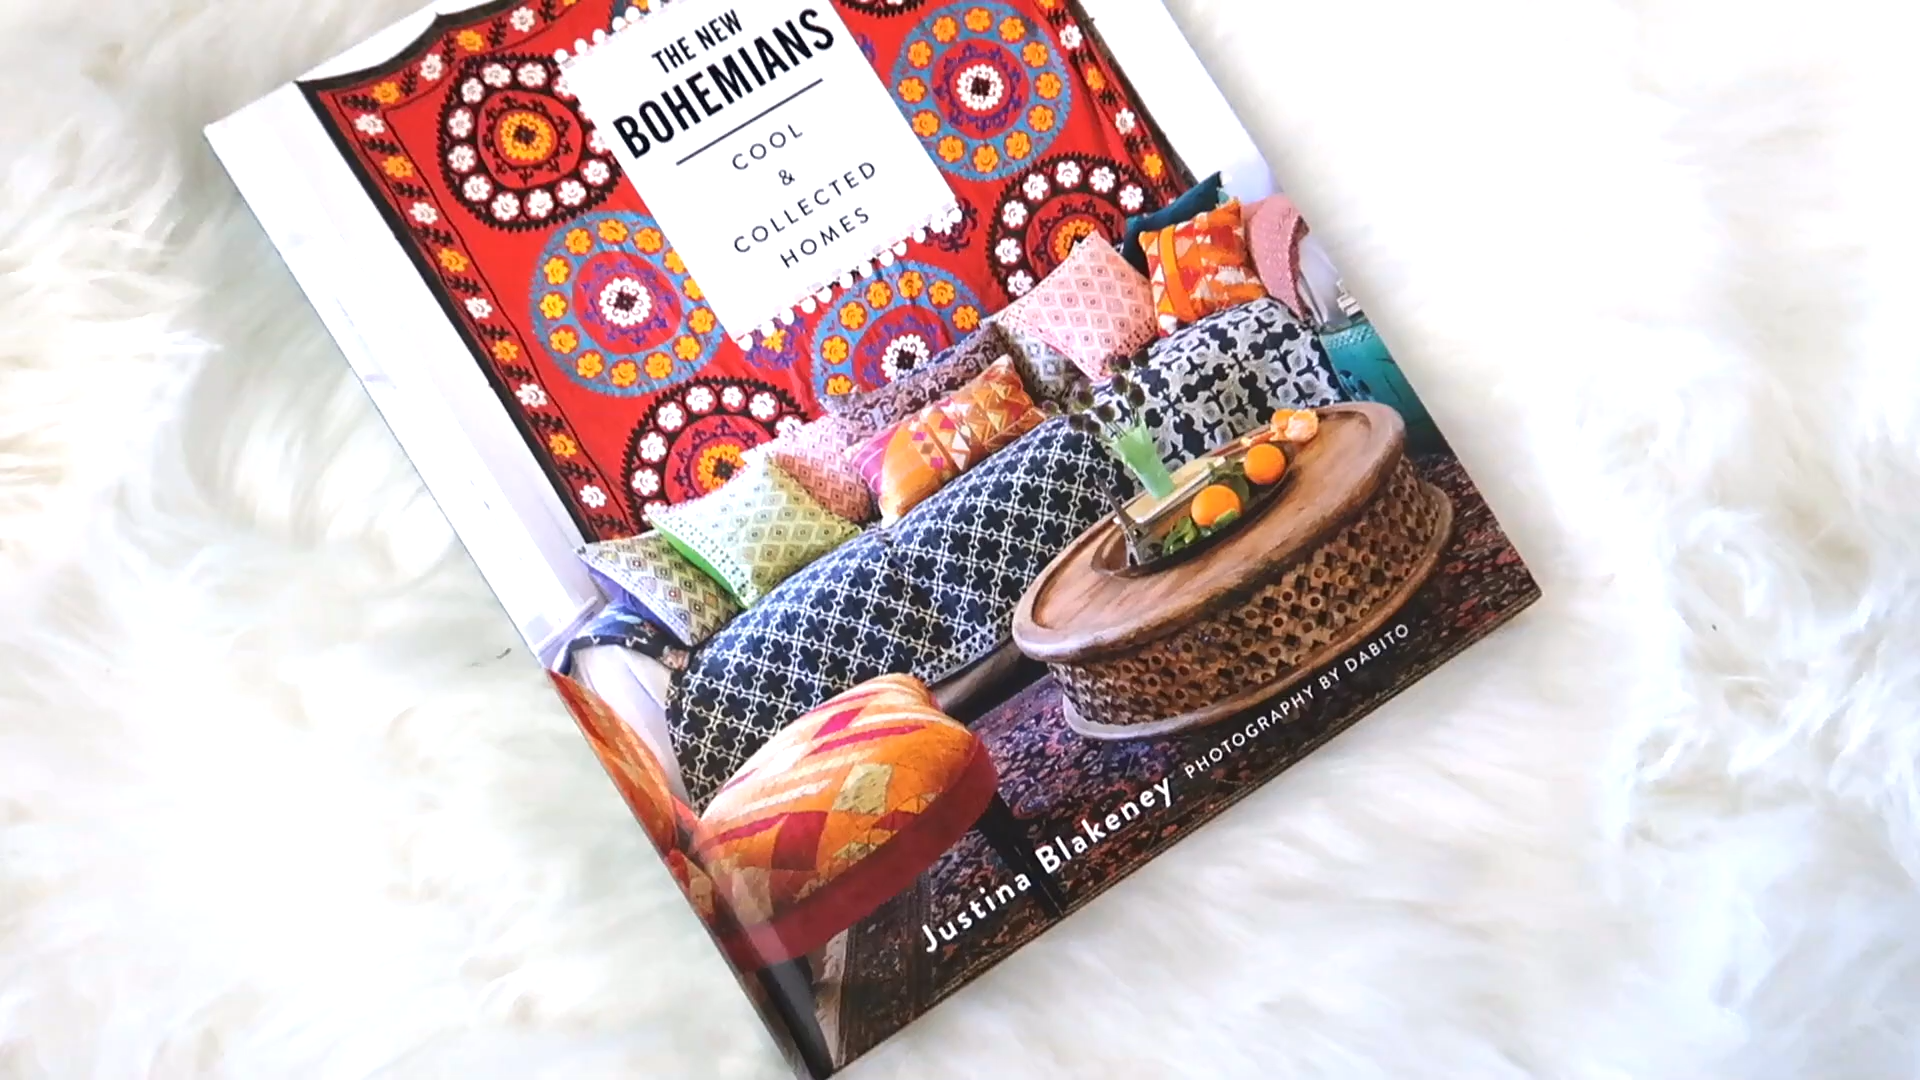 THE NEW
BOHEMIANS
COOL
&
COLLECTED
HOMES
Justina Blakeney PHOTOGRAPHY BY DABITO